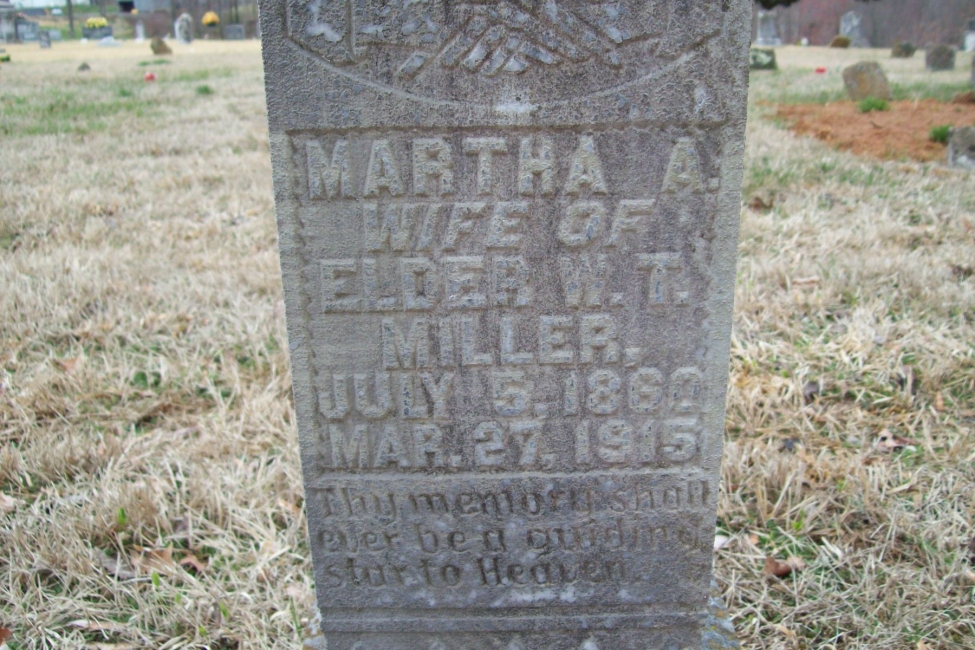 MARTHA A.
WIFE OF
ELDER W. T.
MILLER.
JULY 5, 1860
MAR. 27, 1915
Thy memory shall
ever be a guiding
star to Heaven.